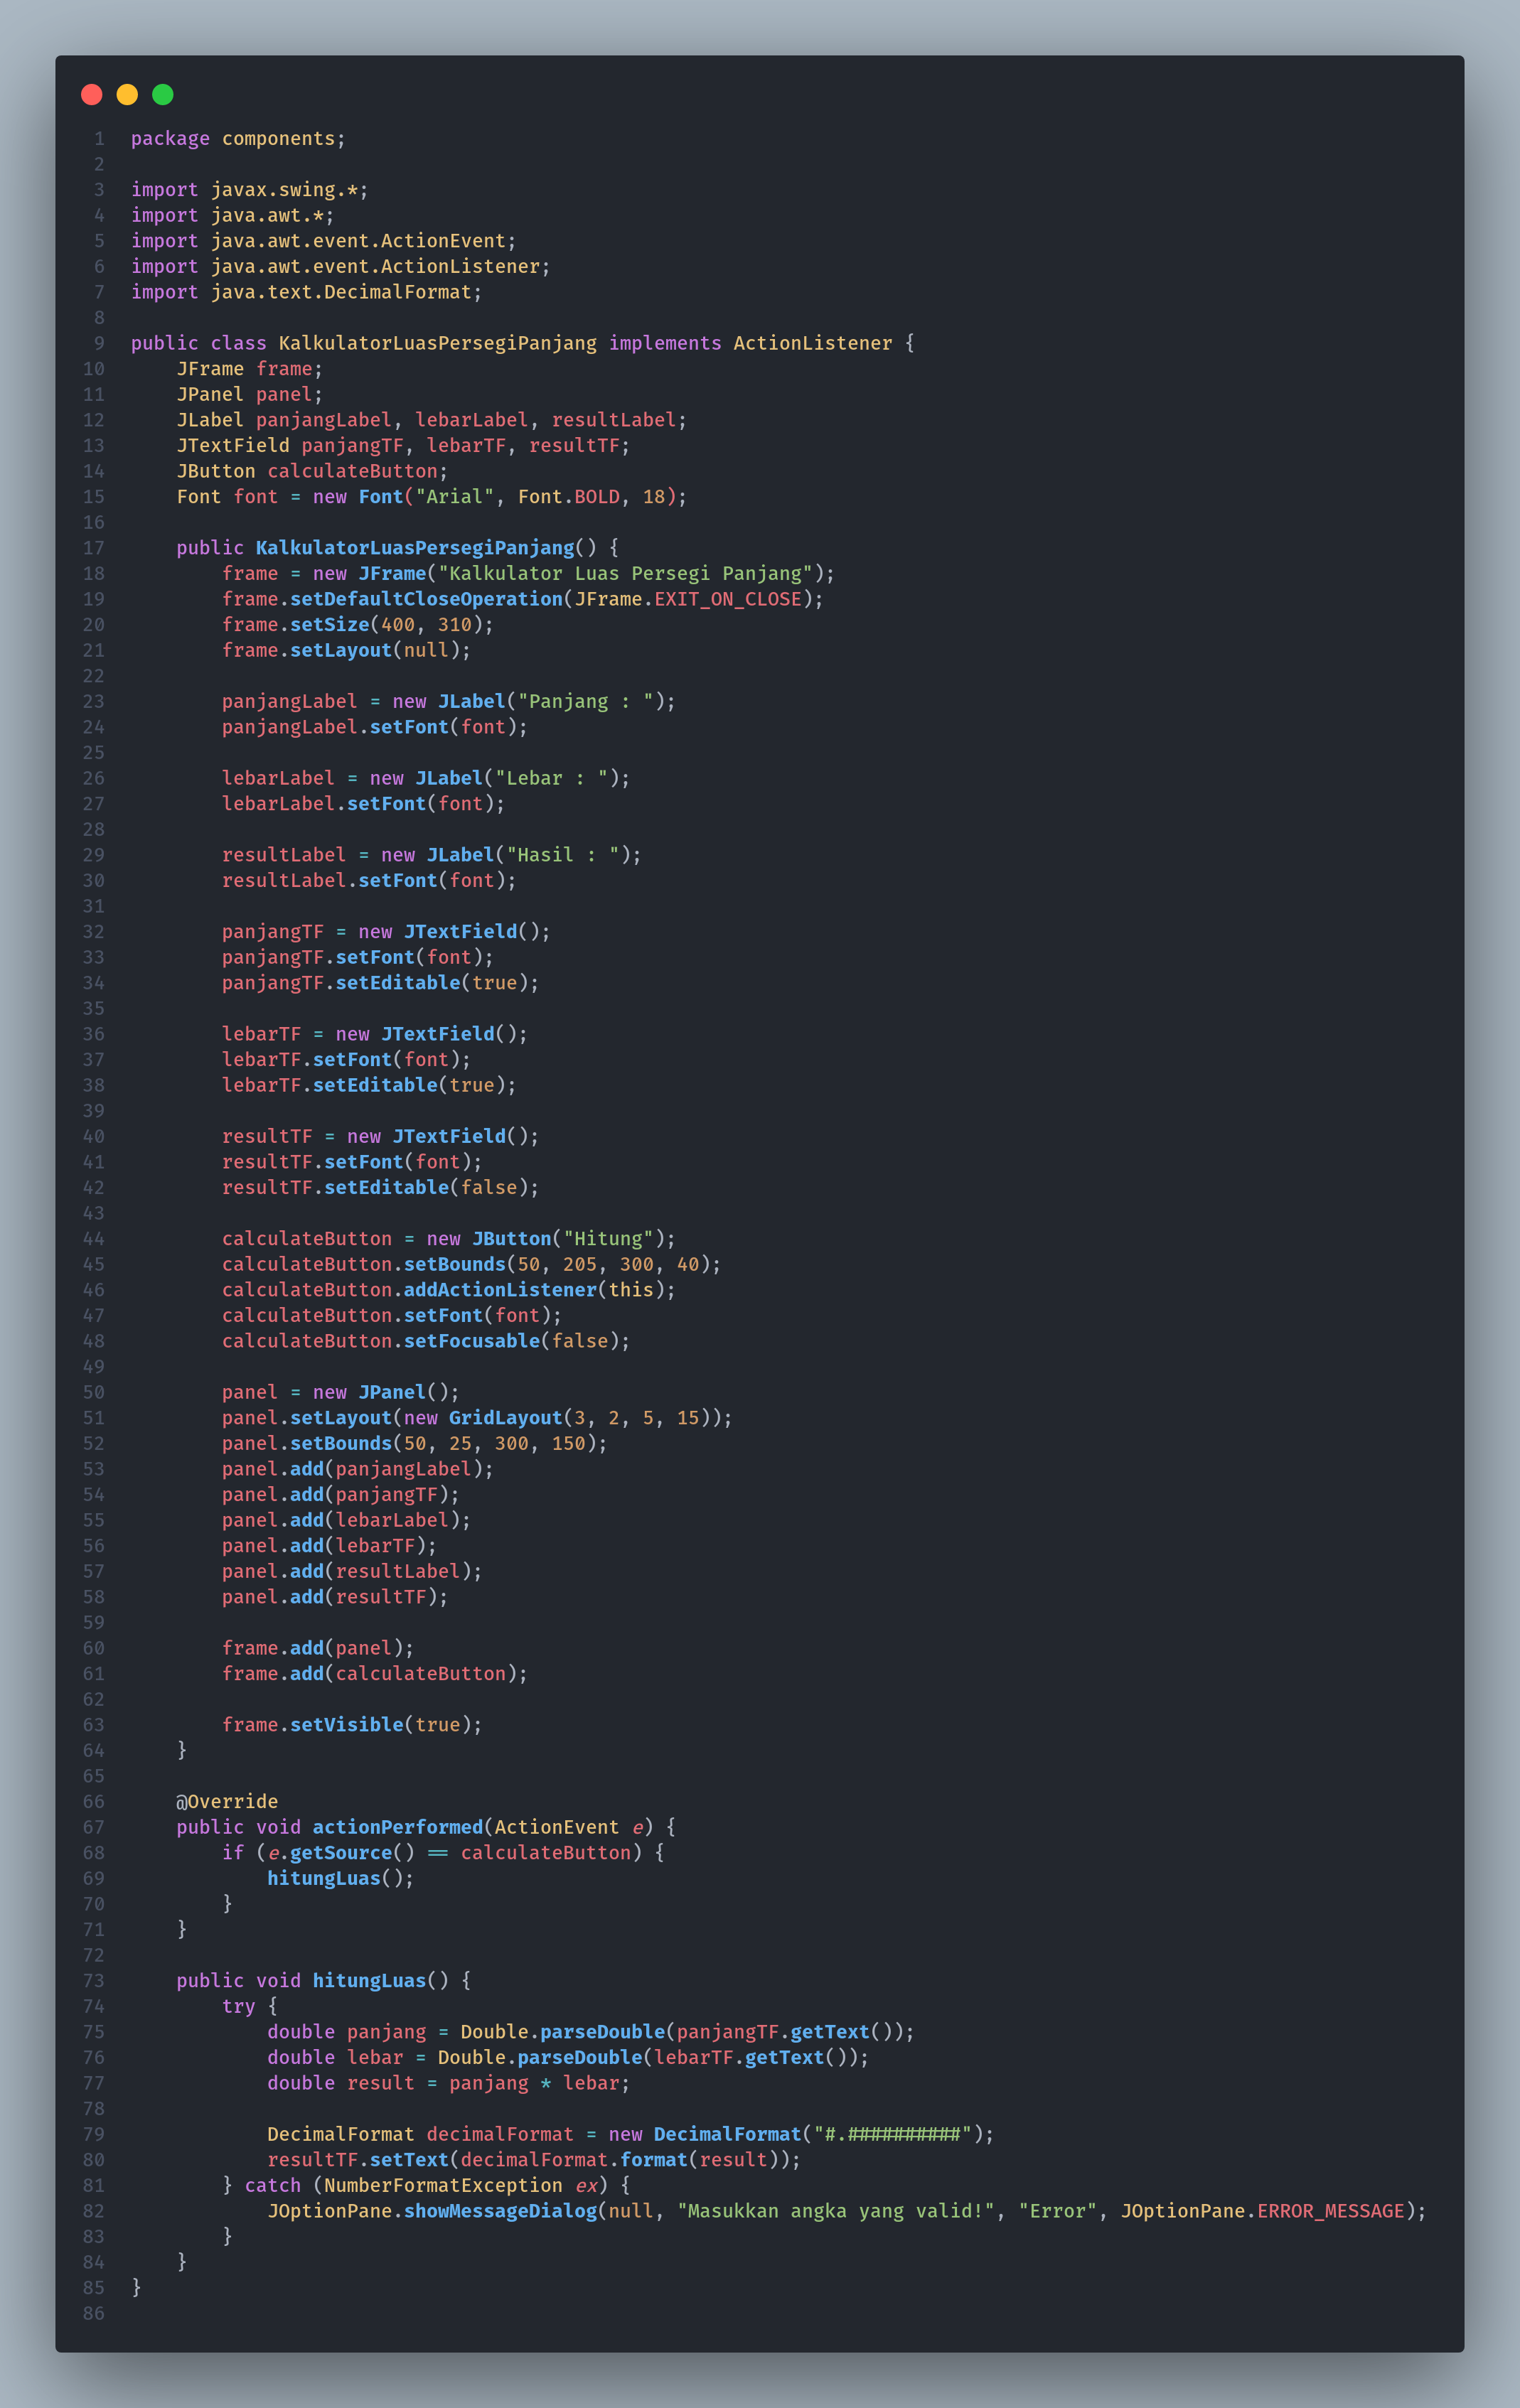 1 package components;
2
3 import javax.swing.*;
4 import java.awt.*;
5 import java.awt.event.ActionEvent;
6 import java.awt.event.ActionListener;
7 import java.text.DecimalFormat;
8
9 public class KalkulatorLuasPersegiPanjang implements ActionListener {
10     JFrame frame;
11     JPanel panel;
12     JLabel panjangLabel, lebarLabel, resultLabel;
13     JTextField panjangTF, lebarTF, resultTF;
14     JButton calculateButton;
15     Font font = new Font("Arial", Font.BOLD, 18);
16
17     public KalkulatorLuasPersegiPanjang() {
18         frame = new JFrame("Kalkulator Luas Persegi Panjang");
19         frame.setDefaultCloseOperation(JFrame.EXIT_ON_CLOSE);
20         frame.setSize(400, 310);
21         frame.setLayout(null);
22
23         panjangLabel = new JLabel("Panjang : ");
24         panjangLabel.setFont(font);
25
26         lebarLabel = new JLabel("Lebar : ");
27         lebarLabel.setFont(font);
28
29         resultLabel = new JLabel("Hasil : ");
30         resultLabel.setFont(font);
31
32         panjangTF = new JTextField();
33         panjangTF.setFont(font);
34         panjangTF.setEditable(true);
35
36         lebarTF = new JTextField();
37         lebarTF.setFont(font);
38         lebarTF.setEditable(true);
39
40         resultTF = new JTextField();
41         resultTF.setFont(font);
42         resultTF.setEditable(false);
43
44         calculateButton = new JButton("Hitung");
45         calculateButton.setBounds(50, 205, 300, 40);
46         calculateButton.addActionListener(this);
47         calculateButton.setFont(font);
48         calculateButton.setFocusable(false);
49
50         panel = new JPanel();
51         panel.setLayout(new GridLayout(3, 2, 5, 15));
52         panel.setBounds(50, 25, 300, 150);
53         panel.add(panjangLabel);
54         panel.add(panjangTF);
55         panel.add(lebarLabel);
56         panel.add(lebarTF);
57         panel.add(resultLabel);
58         panel.add(resultTF);
59
60         frame.add(panel);
61         frame.add(calculateButton);
62
63         frame.setVisible(true);
64     }
65
66     @Override
67     public void actionPerformed(ActionEvent e) {
68         if (e.getSource() == calculateButton) {
69             hitungLuas();
70         }
71     }
72
73     public void hitungLuas() {
74         try {
75             double panjang = Double.parseDouble(panjangTF.getText());
76             double lebar = Double.parseDouble(lebarTF.getText());
77             double result = panjang * lebar;
78
79             DecimalFormat decimalFormat = new DecimalFormat("#.##########");
80             resultTF.setText(decimalFormat.format(result));
81         } catch (NumberFormatException ex) {
82             JOptionPane.showMessageDialog(null, "Masukkan angka yang valid!", "Error", JOptionPane.ERROR_MESSAGE);
83         }
84     }
85 }
86